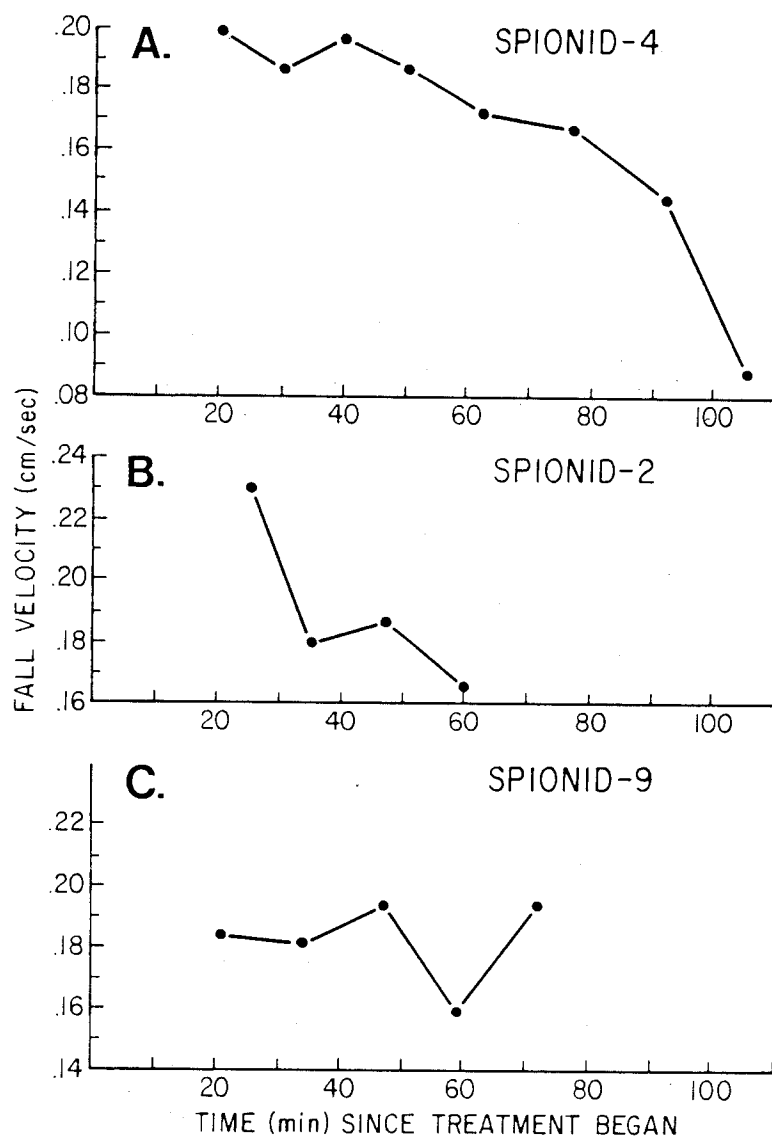 A. SPIONID-4
.20
.18
.16
.14
.12
.10
.08
20 40 60 80 100
B. SPIONID-2
.24
.22
.20
.18
.16
20 40 60 80 100
C. SPIONID-9
.22
.20
.18
.16
.14
20 40 60 80 100
FALL VELOCITY (cm/sec)
TIME (min) SINCE TREATMENT BEGAN